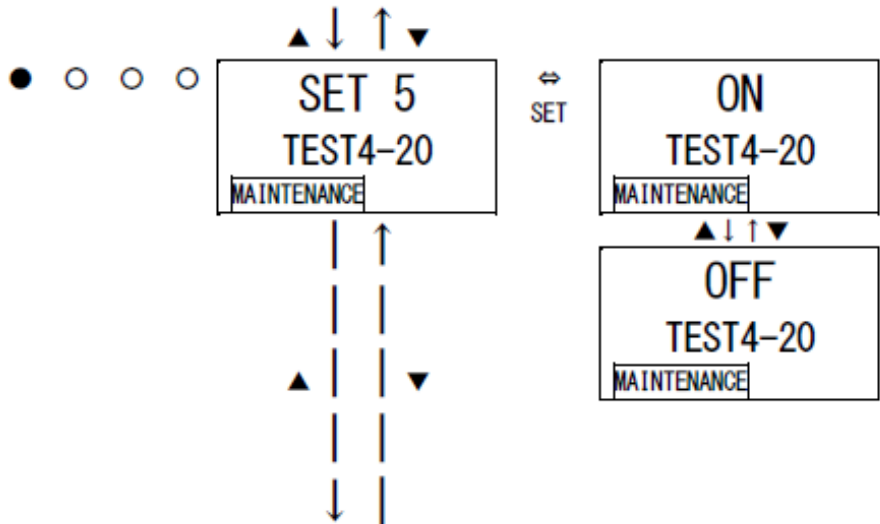 ▲ ↓ ↑ ▼
● ○ ○ ○
SET 5
TEST4-20
MAINTENANCE
⇔
SET
ON
TEST4-20
MAINTENANCE
▲↓↑▼
OFF
TEST4-20
MAINTENANCE
▲ ▼